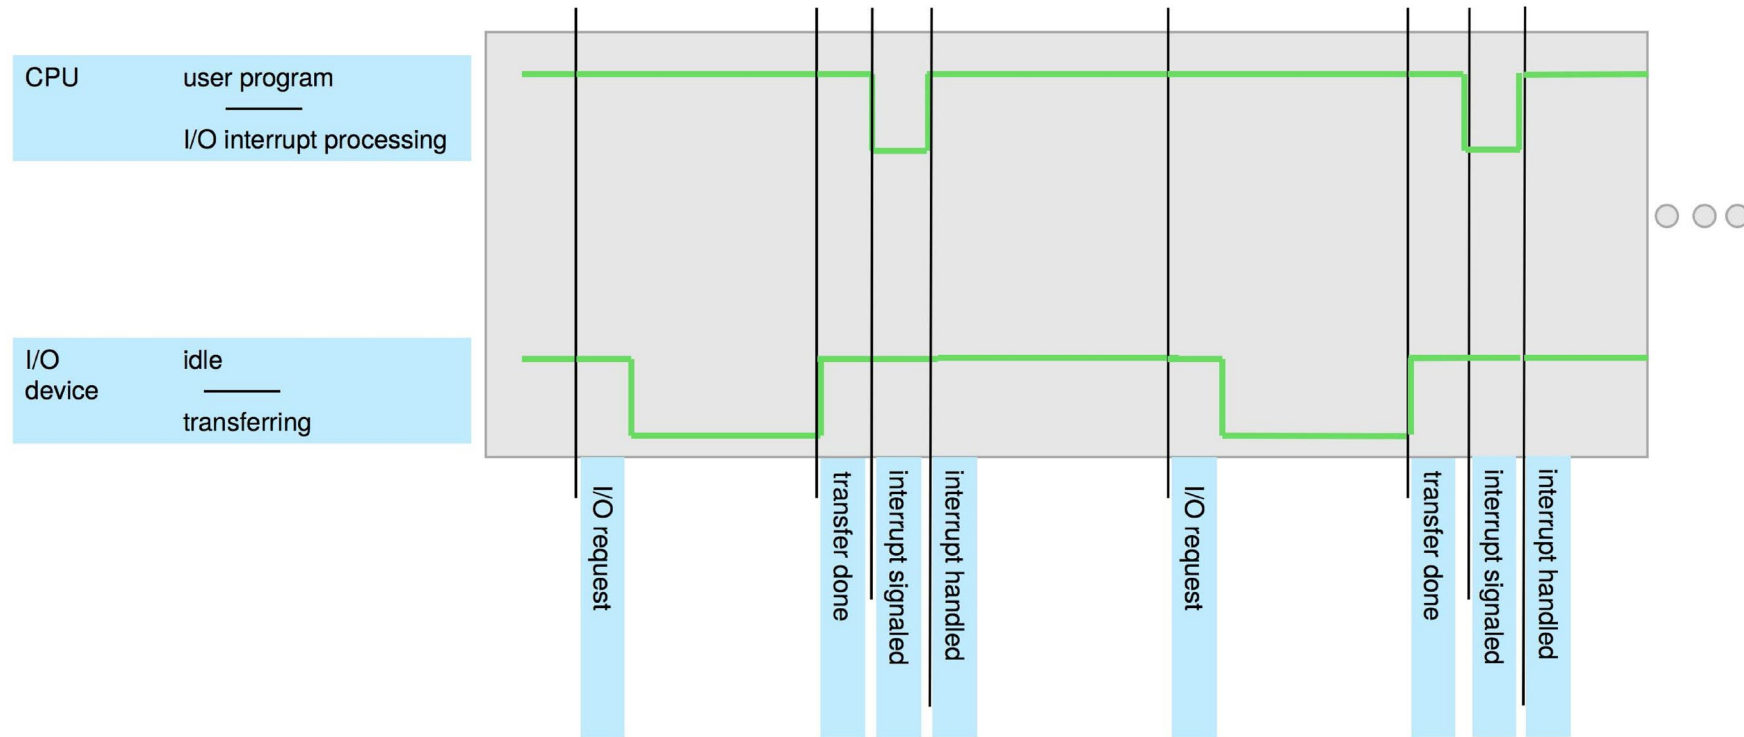 CPU
user program
I/O interrupt processing
I/O
device
idle
transferring
I/O request
transfer done
interrupt signaled
interrupt handled
I/O request
transfer done
interrupt signaled
interrupt handled